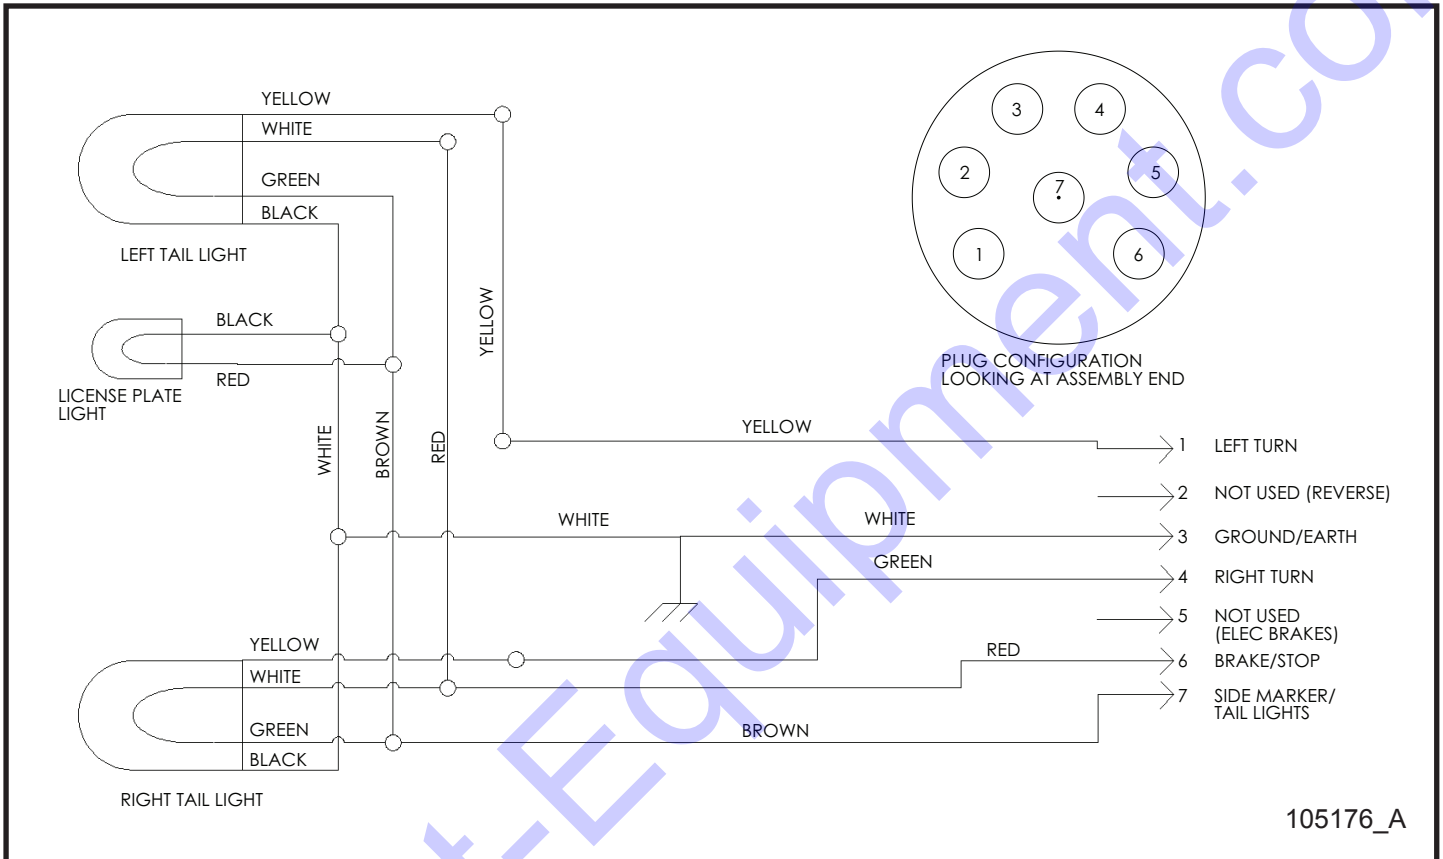 YELLOW
WHITE
GREEN
BLACK
LEFT TAIL LIGHT
BLACK
RED
LICENSE PLATE
LIGHT
WHITE
BROWN
RED
YELLOW
3
4
2
5
7
1
6
PLUG CONFIGURATION
LOOKING AT ASSEMBLY END
YELLOW
1 LEFT TURN
2 NOT USED (REVERSE)
WHITE
WHITE
3 GROUND/EARTH
GREEN
4 RIGHT TURN
5 NOT USED
(ELEC BRAKES)
RED
6 BRAKE/STOP
7 SIDE MARKER/
TAIL LIGHTS
YELLOW
WHITE
GREEN
BLACK
BROWN
RIGHT TAIL LIGHT
105176_A
t-Equipment.co